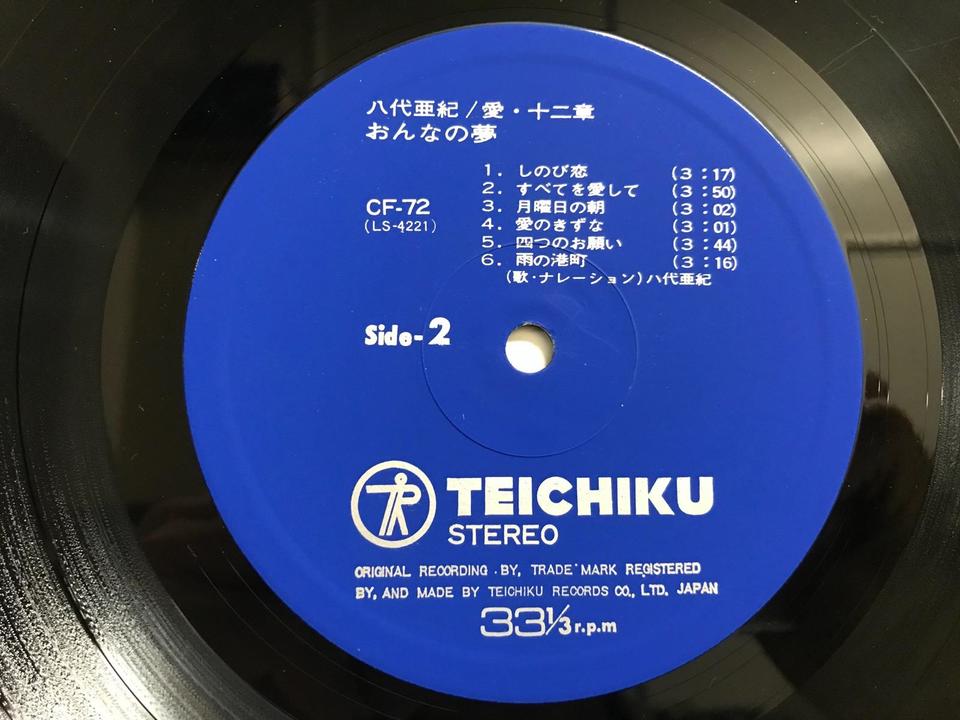 八代亜紀/愛・十二章
おんなの夢
1. しのび恋 (3:17)
2. すべてを愛して (3:50)
3. 月曜日の朝 (3:02)
4. 愛のきずな (3:01)
5. 四つのお願い (3:44)
6. 雨の港町 (3:16)
(歌・ナレーション)八代亜紀
CF-72
(LS-4221)
Side-2
TEICHIKU
STEREO
ORIGINAL RECORDING · BY, TRADE MARK REGISTERED
BY, AND MADE BY TEICHIKU RECORDS CO., LTD. JAPAN
33 1/3 r.p.m